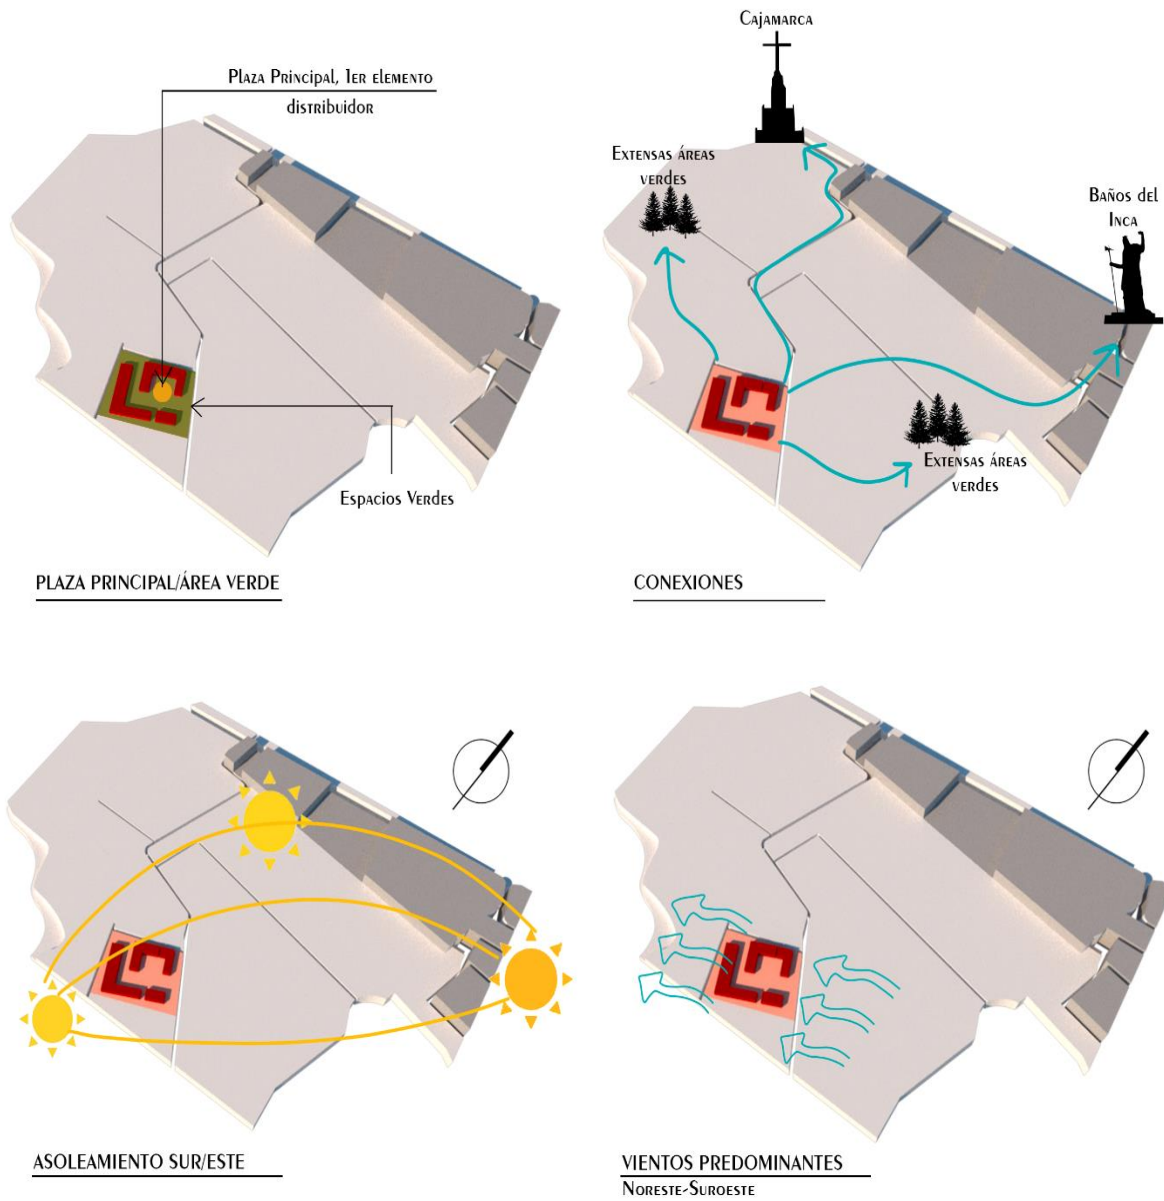 Plaza Principal, 1er elemento
distribuidor
Espacios Verdes
PLAZA PRINCIPAL/ÁREA VERDE
Cajamarca
Extensas áreas
verdes
Baños del
Inca
Extensas áreas
verdes
CONEXIONES
ASOLEAMIENTO SUR/ESTE
VIENTOS PREDOMINANTES
Noreste-Suroeste